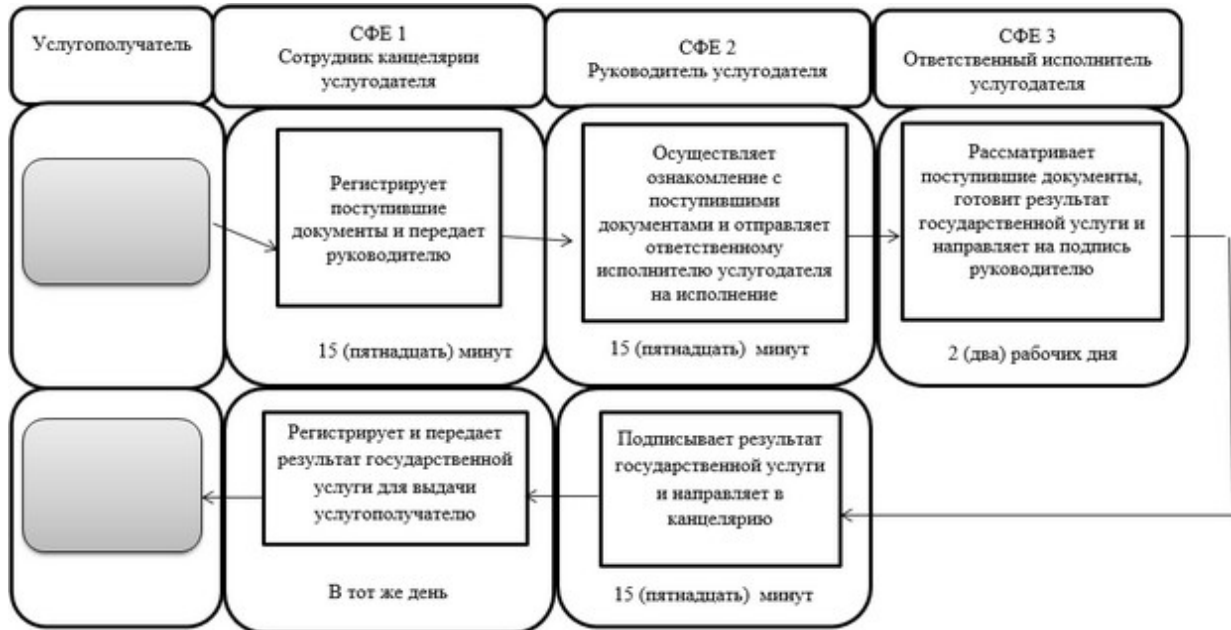 Услугополучатель
СФЕ 1
Сотрудник канцелярии
услугодателя
СФЕ 2
Руководитель услугодателя
СФЕ 3
Ответственный исполнитель
услугодателя
Регистрирует
поступившие
документы и передает
руководителю
15 (пятнадцать) минут
Осуществляет
ознакомление с
поступившими
документами и отправляет
ответственному
исполнителю услугодателя
на исполнение
15 (пятнадцать) минут
Рассматривает
поступившие документы,
готовит результат
государственной услуги и
направляет на подпись
руководителю
2 (два) рабочих дня
Регистрирует и передает
результат государственной
услуги для выдачи
услугополучателю
В тот же день
Подписывает результат
государственной услуги
и направляет в
канцелярию
15 (пятнадцать) минут